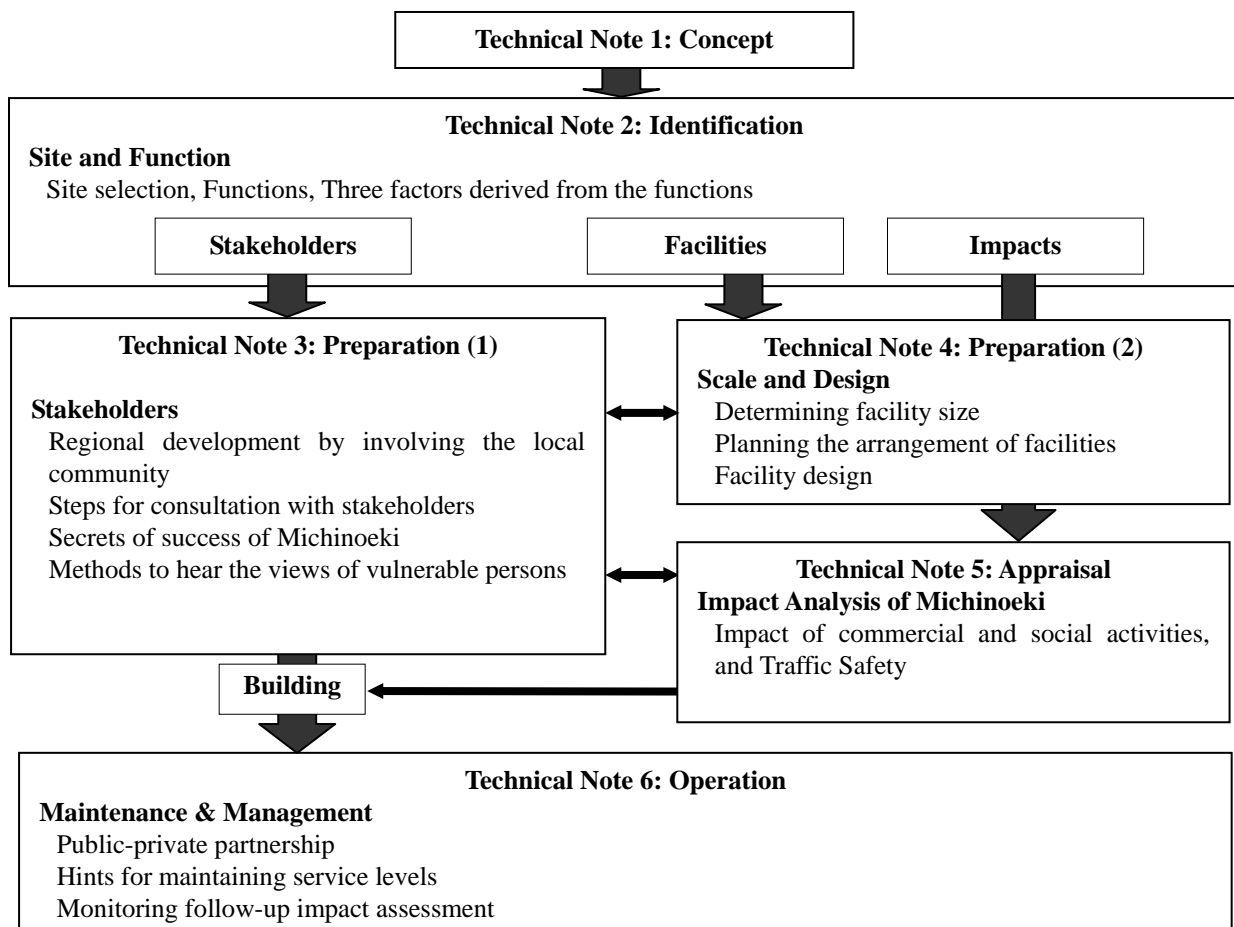 Technical Note 1: Concept
Technical Note 2: Identification
Site and Function
Site selection, Functions, Three factors derived from the functions
Stakeholders
Facilities
Impacts
Technical Note 3: Preparation (1)
Stakeholders
Regional development by involving the local
community
Steps for consultation with stakeholders
Secrets of success of Michinoeki
Methods to hear the views of vulnerable persons
Technical Note 4: Preparation (2)
Scale and Design
Determining facility size
Planning the arrangement of facilities
Facility design
Technical Note 5: Appraisal
Impact Analysis of Michinoeki
Impact of commercial and social activities,
and Traffic Safety
Building
Technical Note 6: Operation
Maintenance & Management
Public-private partnership
Hints for maintaining service levels
Monitoring follow-up impact assessment